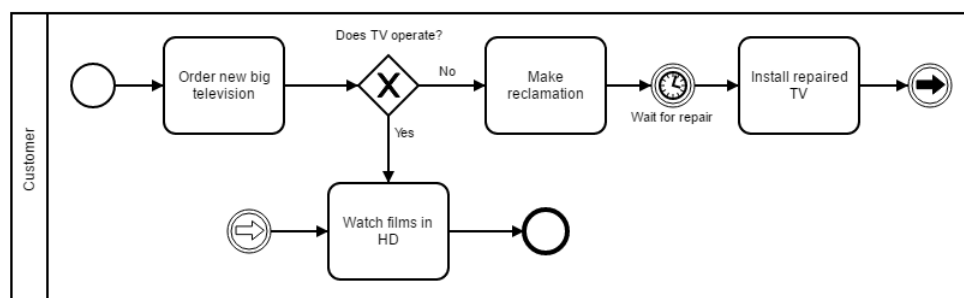 Customer
Does TV operate?
Order new big
television
No
Make
reclamation
Wait for repair
Install repaired
TV
Yes
Watch films in
HD